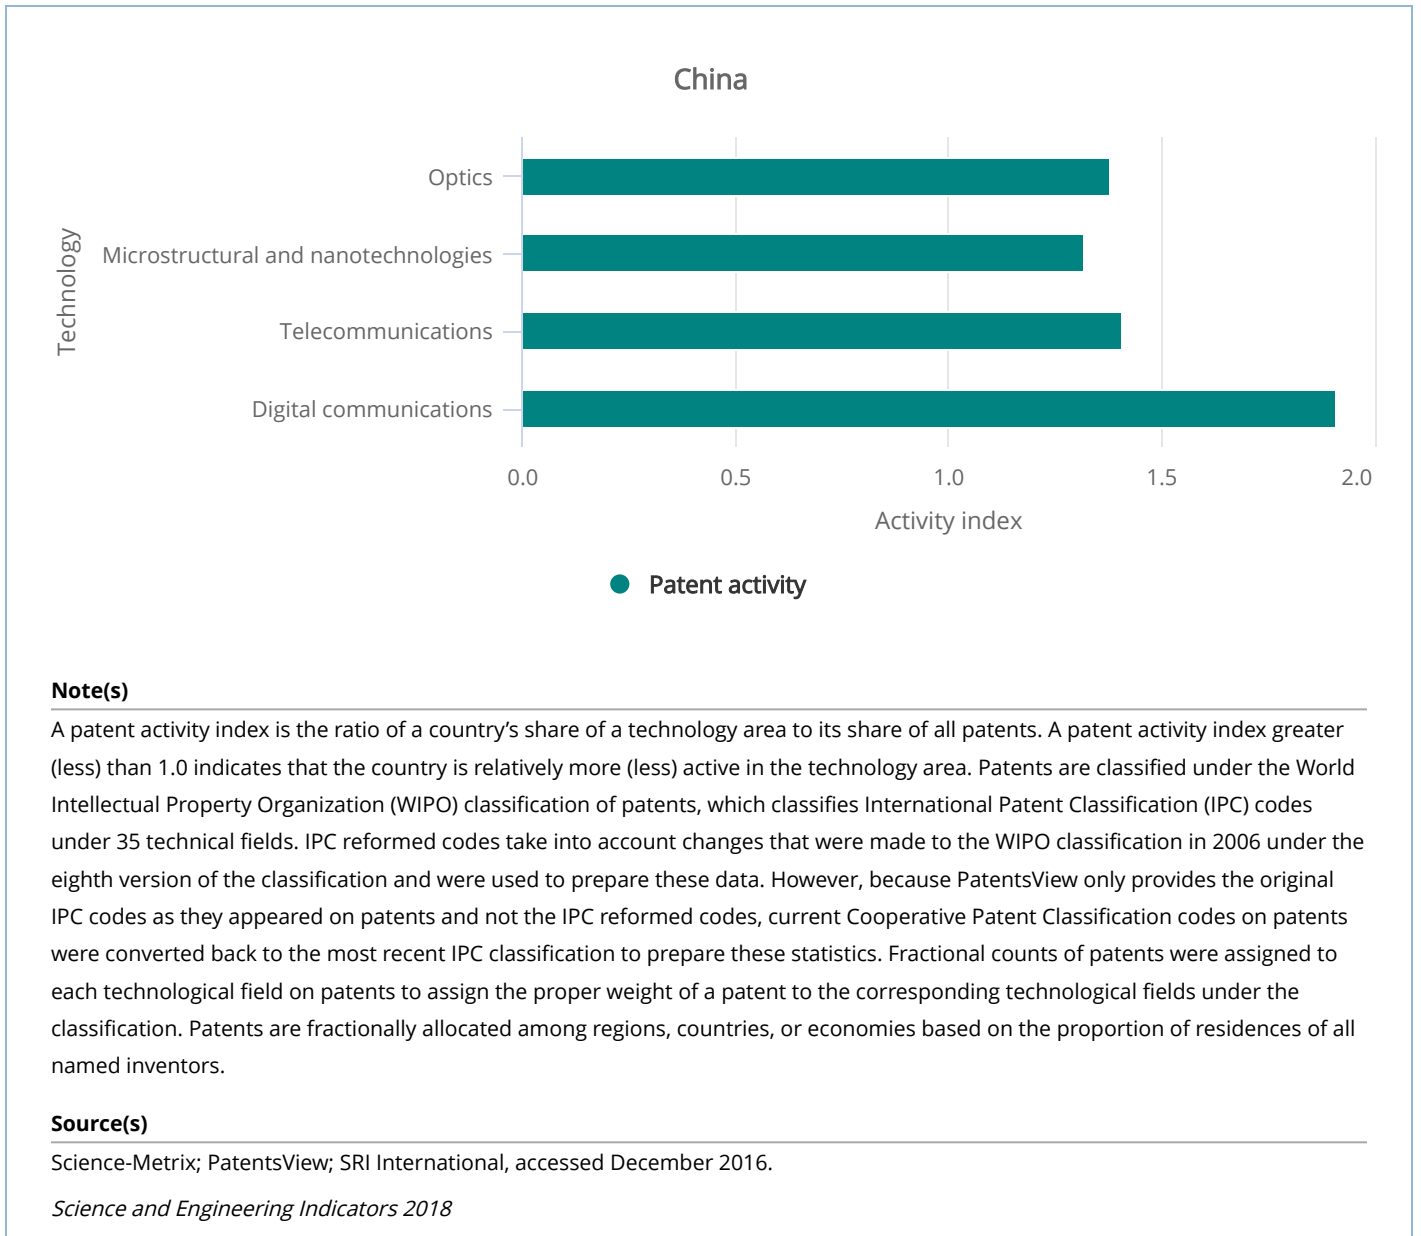 China
Optics
Microstructural and nanotechnologies
Telecommunications
Digital communications
Technology
0.0 0.5 1.0 1.5 2.0
Activity index
Patent activity
Note(s)
A patent activity index is the ratio of a country’s share of a technology area to its share of all patents. A patent activity index greater
(less) than 1.0 indicates that the country is relatively more (less) active in the technology area. Patents are classified under the World
Intellectual Property Organization (WIPO) classification of patents, which classifies International Patent Classification (IPC) codes
under 35 technical fields. IPC reformed codes take into account changes that were made to the WIPO classification in 2006 under the
eighth version of the classification and were used to prepare these data. However, because PatentsView only provides the original
IPC codes as they appeared on patents and not the IPC reformed codes, current Cooperative Patent Classification codes on patents
were converted back to the most recent IPC classification to prepare these statistics. Fractional counts of patents were assigned to
each technological field on patents to assign the proper weight of a patent to the corresponding technological fields under the
classification. Patents are fractionally allocated among regions, countries, or economies based on the proportion of residences of all
named inventors.
Source(s)
Science-Metrix; PatentsView; SRI International, accessed December 2016.
Science and Engineering Indicators 2018